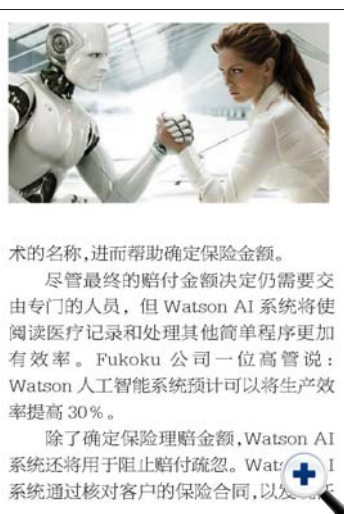 术的名称,进而帮助确定保险金额。
尽管最终的赔付金额决定仍需要交
由专门的人员，但 Watson AI 系统将使
阅读医疗记录和处理其他简单程序更加
有效率。Fukoku 公司一位高管说：
Watson 人工智能系统预计可以将生产效
率提高 30％。
除了确定保险理赔金额,Watson AI
系统还将用于阻止赔付疏忽。
系统通过核对客户的保险合同,以发现